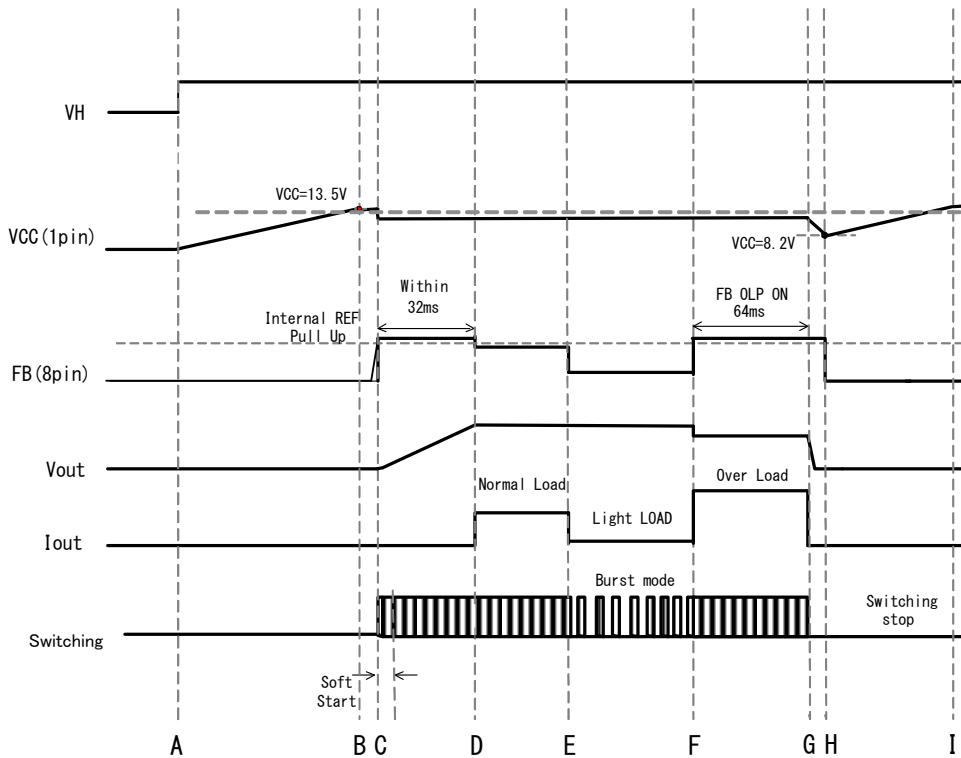 VH
VCC=13.5V
VCC(1pin)
VCC=8.2V
Within
32ms
FB OLP ON
64ms
Internal REF
Pull Up
FB(8pin)
Vout
Normal Load
Over Load
Light LOAD
Iout
Burst mode
Switching
stop
Switching
Soft
Start
A B C D E F G H I